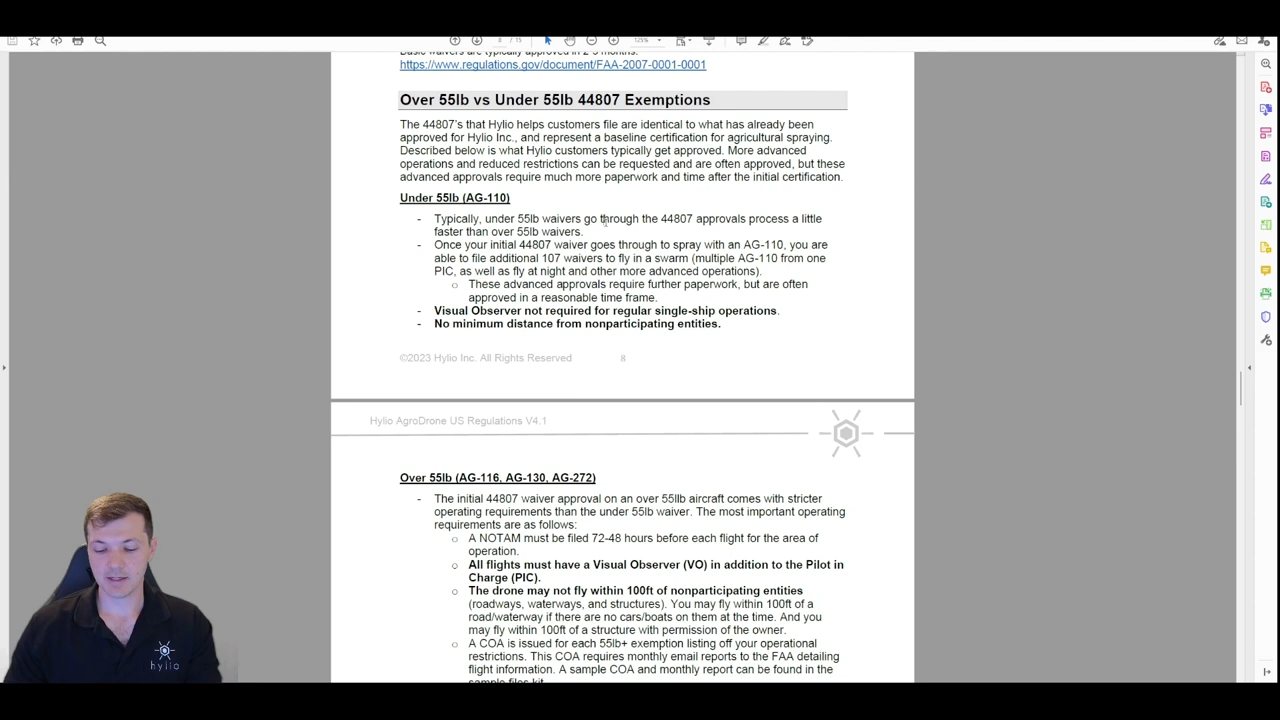 8 / 15
125%
Basic waivers are typically approved in 2-3 months.
https://www.regulations.gov/document/FAA-2007-0001-0001
Over 55lb vs Under 55lb 44807 Exemptions
The 44807's that Hylio helps customers file are identical to what has already been
approved for Hylio Inc., and represent a baseline certification for agricultural spraying.
Described below is what Hylio customers typically get approved. More advanced
operations and reduced restrictions can be requested and are often approved, but these
advanced approvals require much more paperwork and time after the initial certification.
Under 55lb (AG-110)
- Typically, under 55lb waivers go through the 44807 approvals process a little
faster than over 55lb waivers.
- Once your initial 44807 waiver goes through to spray with an AG-110, you are
able to file additional 107 waivers to fly in a swarm (multiple AG-110 from one
PIC, as well as fly at night and other more advanced operations).
o These advanced approvals require further paperwork, but are often
approved in a reasonable time frame.
- Visual Observer not required for regular single-ship operations.
- No minimum distance from nonparticipating entities.
©2023 Hylio Inc. All Rights Reserved 8
Hylio AgroDrone US Regulations V4.1
Over 55lb (AG-116, AG-130, AG-272)
- The initial 44807 waiver approval on an over 55llb aircraft comes with stricter
operating requirements than the under 55lb waiver. The most important operating
requirements are as follows:
o A NOTAM must be filed 72-48 hours before each flight for the area of
operation.
o All flights must have a Visual Observer (VO) in addition to the Pilot in
Charge (PIC).
o The drone may not fly within 100ft of nonparticipating entities
(roadways, waterways, and structures). You may fly within 100ft of a
road/waterway if there are no cars/boats on them at the time. And you
may fly within 100ft of a structure with permission of the owner.
o A COA is issued for each 55lb+ exemption listing off your operational
restrictions. This COA requires monthly email reports to the FAA detailing
flight information. A sample COA and monthly report can be found in the
sample files kit.
hylio